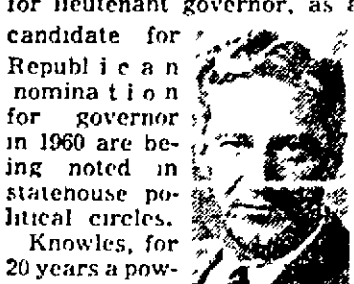 for lieutenant governor, as a
candidate for
Republ i c a n
nomina t i o n
for governor
in 1960 are be-
ing noted in
statehouse po-
litical circles.
Knowles, for
20 years a pow-